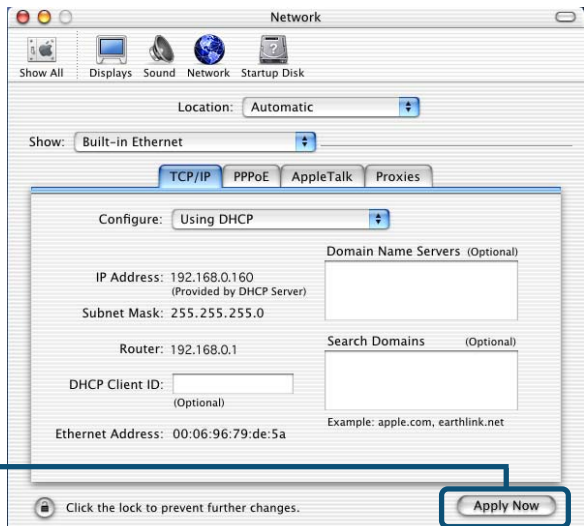 Network
Show All Displays Sound Network Startup Disk
Location: Automatic
Show: Built-in Ethernet
TCP/IP PPPoE AppleTalk Proxies
Configure: Using DHCP
Domain Name Servers (Optional)
IP Address: 192.168.0.160
(Provided by DHCP Server)
Subnet Mask: 255.255.255.0
Router: 192.168.0.1
Search Domains (Optional)
DHCP Client ID:
(Optional)
Example: apple.com, earthlink.net
Ethernet Address: 00:06:96:79:de:5a
Click the lock to prevent further changes.
Apply Now